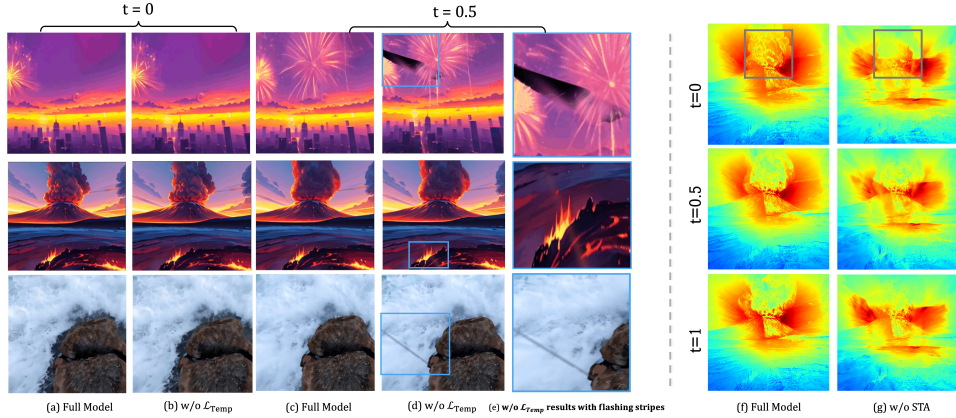 t = 0
t = 0.5
t=0
t=0.5
t=1
(a) Full Model
(b) w/o ℒTemp
(c) Full Model
(d) w/o ℒTemp
(e) w/o ℒTemp results with flashing stripes
(f) Full Model
(g) w/o STA